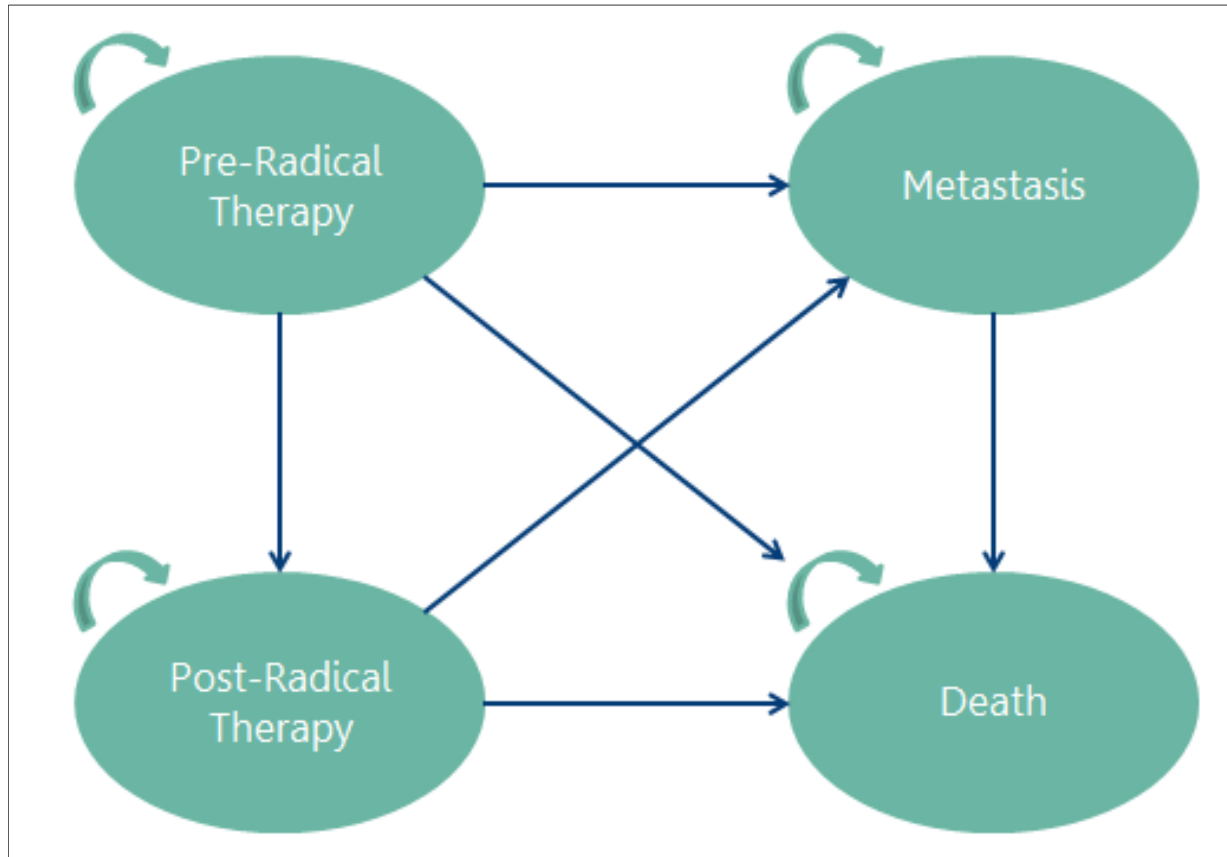 Pre-Radical
Therapy
Metastasis
Post-Radical
Therapy
Death